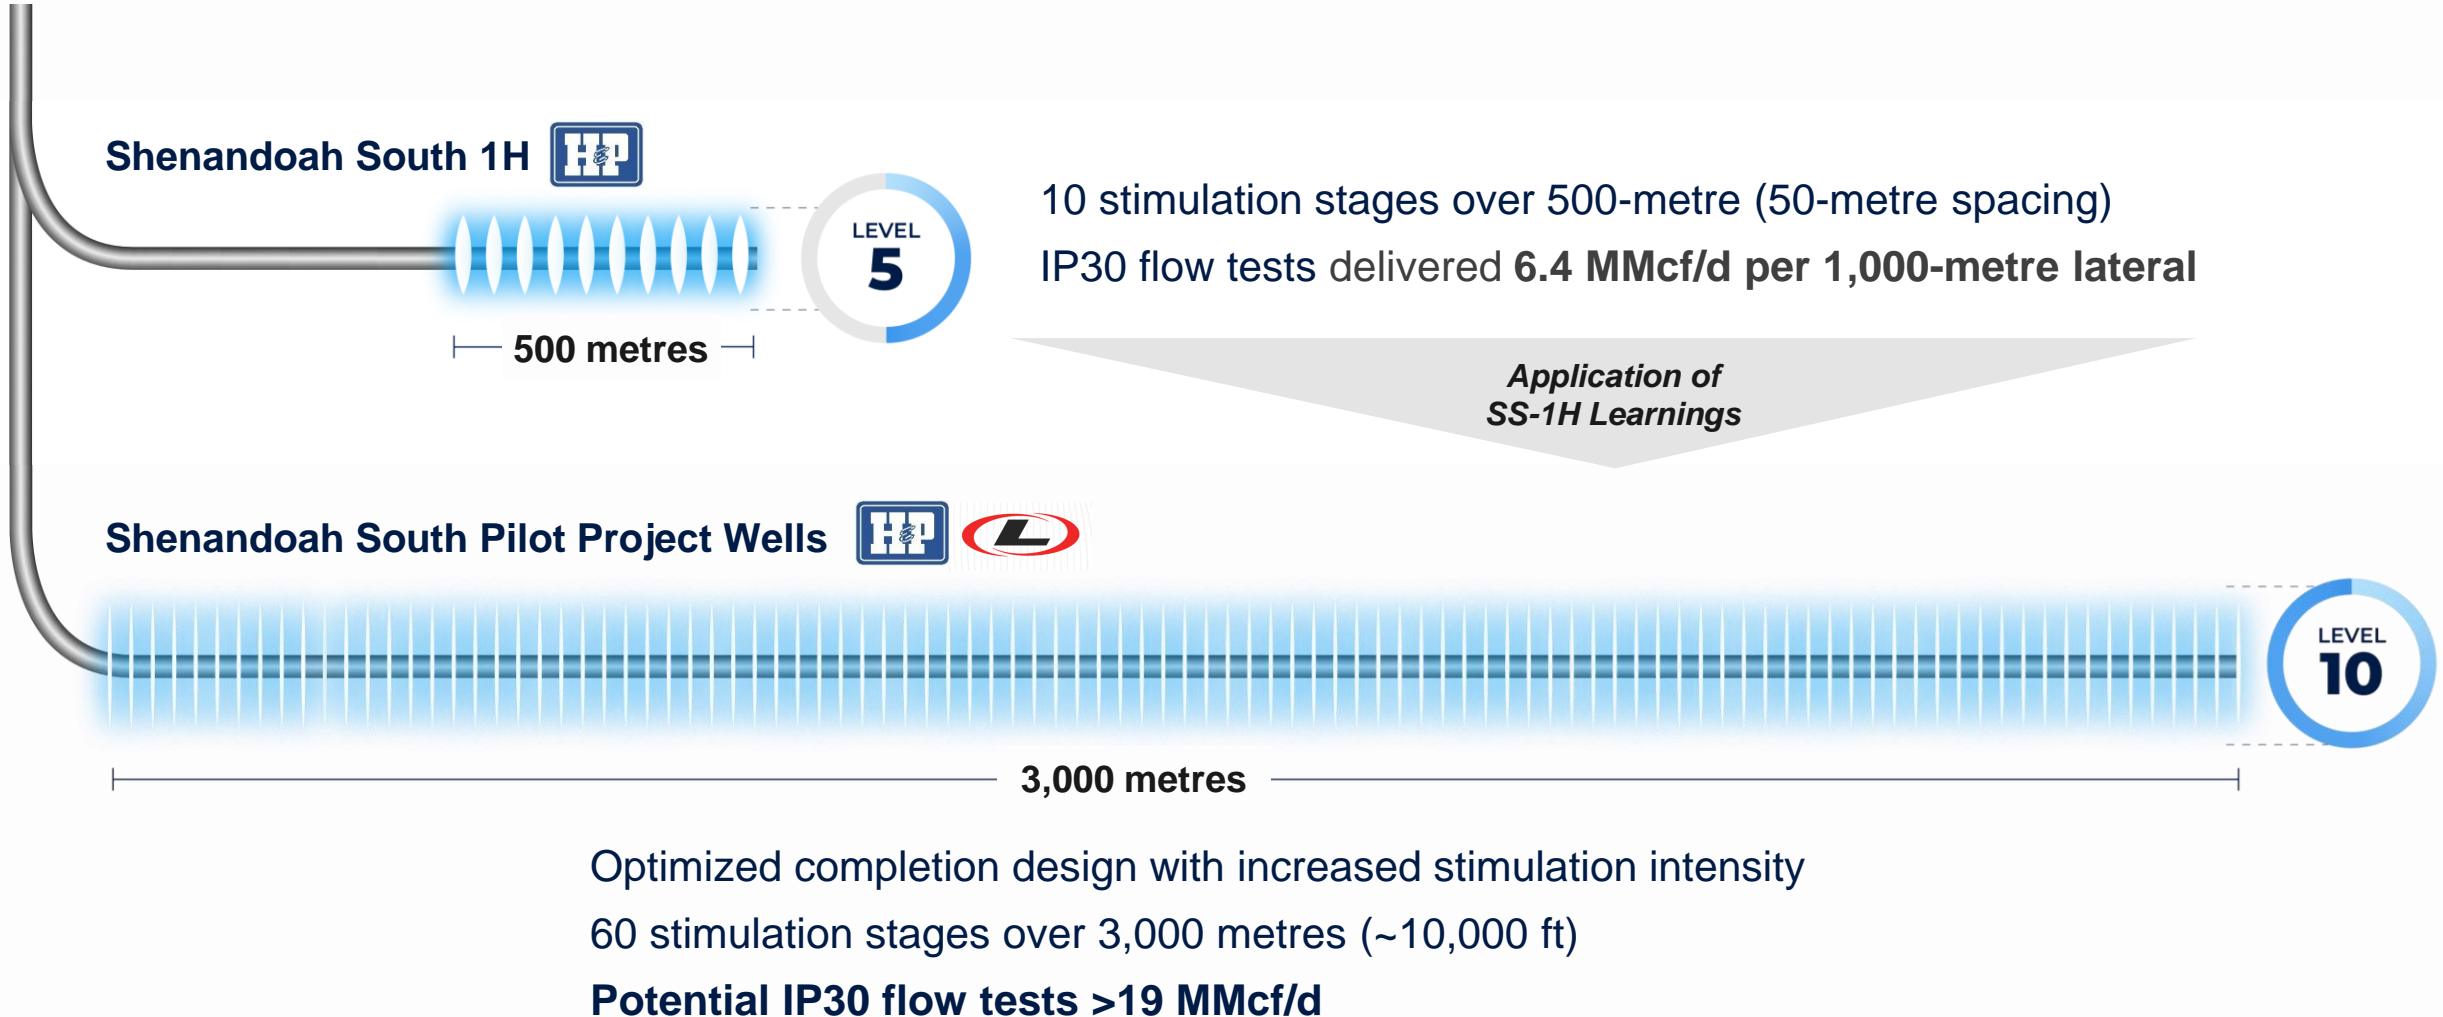 Shenandoah South 1H
H&P
LEVEL
5
10 stimulation stages over 500-metre (50-metre spacing)
IP30 flow tests delivered 6.4 MMcf/d per 1,000-metre lateral
500 metres
Application of
SS-1H Learnings
Shenandoah South Pilot Project Wells
H&P
L
LEVEL
10
3,000 metres
Optimized completion design with increased stimulation intensity
60 stimulation stages over 3,000 metres (~10,000 ft)
Potential IP30 flow tests >19 MMcf/d